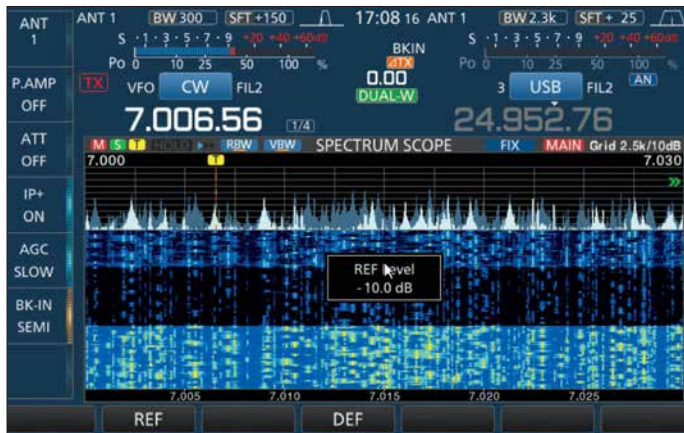 ANT 1
P.AMP OFF
ATT OFF
IP+ ON
AGC SLOW
BK-IN SEMI
ANT 1 BW 300 SFT +150 17:08 16 ANT 1 BW 2.3k SFT + 25
S ·1·3·5·7·9 +20 +40 +60dB BKIN S ·1·3·5·7·9 +20 +40 +60dB
Po 0 10 25 50 100 % ⊿TX Po 0 10 25 50 100 %
TX VFO CW FIL2 0.00 3 USB FIL2 AN
DUAL-W
7.006.56 1/4 24.952.76
M S T HOLD RBW VBW SPECTRUM SCOPE FIX MAIN Grid 2.5k/10dB
7.000 T 7.030
REF Level
-10.0 dB
7.005 7.010 7.015 7.020 7.025
REF DEF